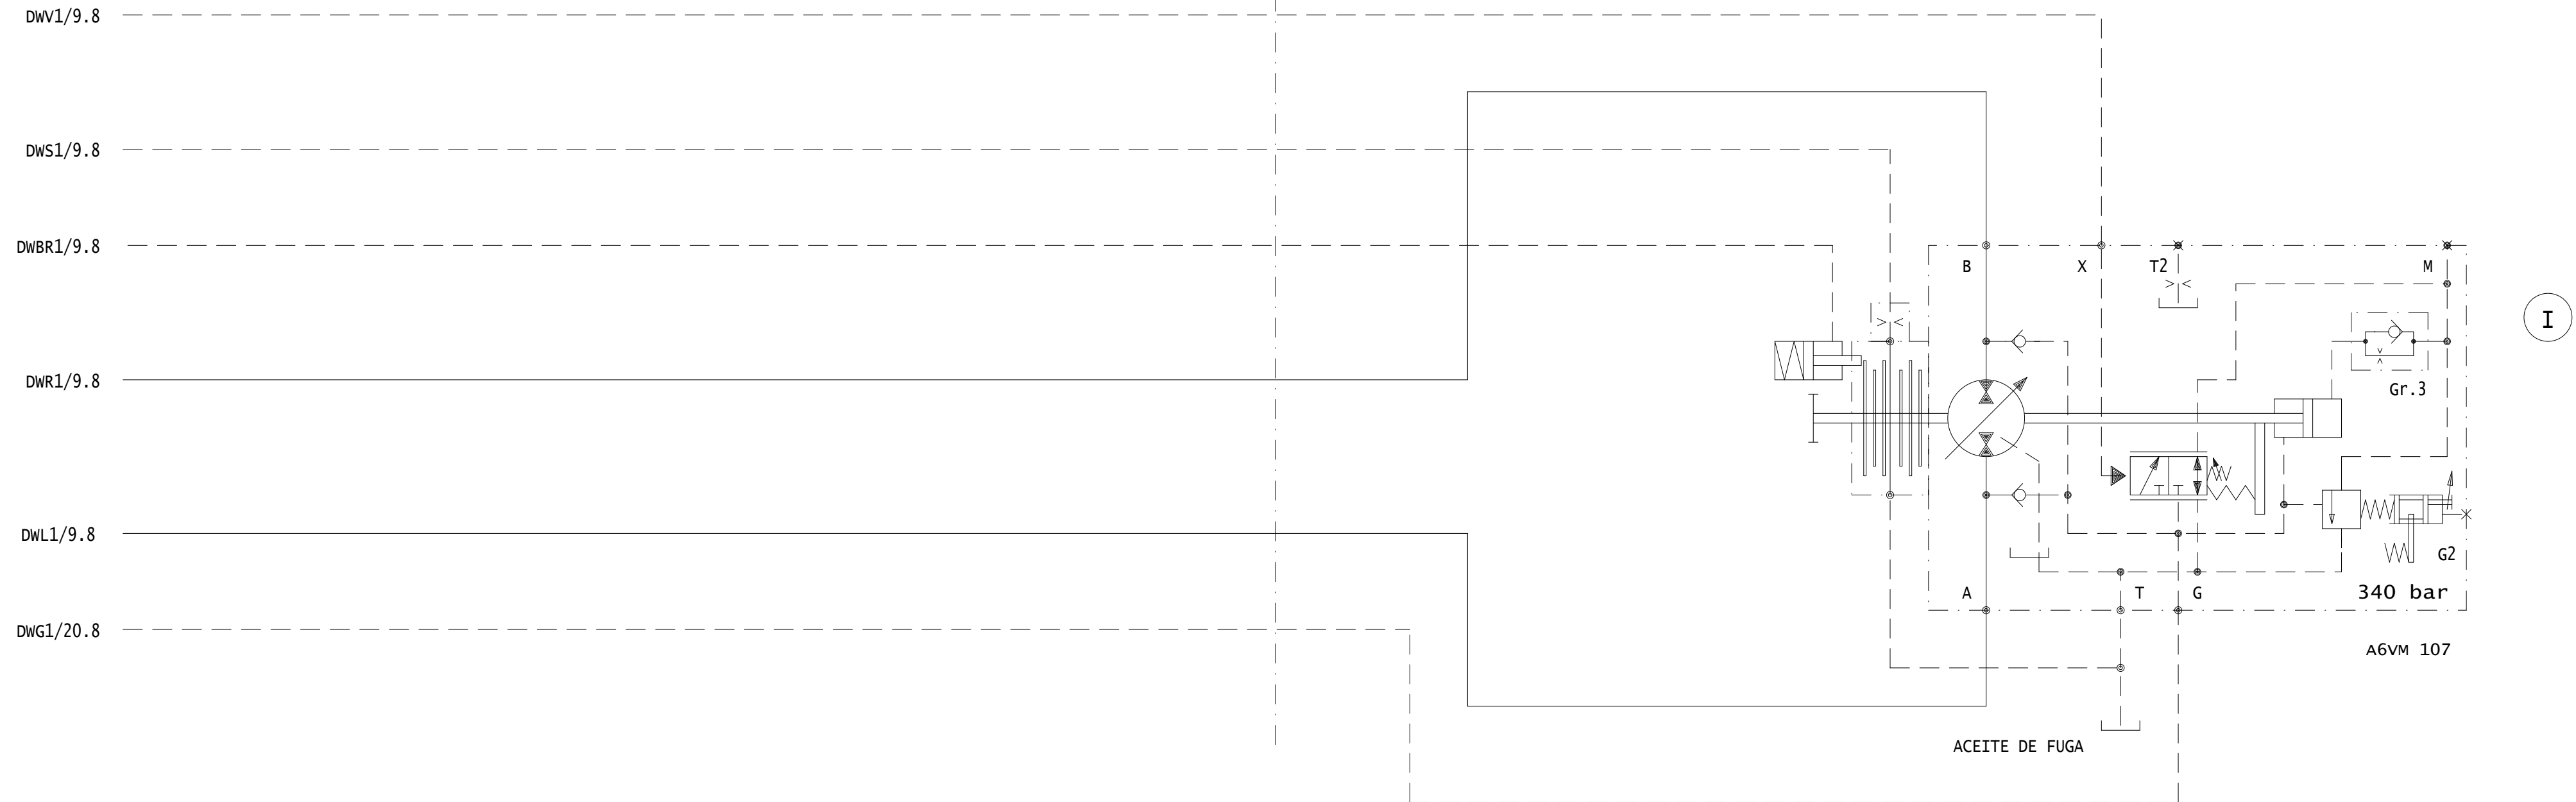 DWV1/9.8
DWS1/9.8
DWBR1/9.8
B X T2 M
I
DWR1/9.8
Gr.3
DWL1/9.8
G2
A T G 340 bar
DWG1/20.8
A6VM 107
ACEITE DE FUGA